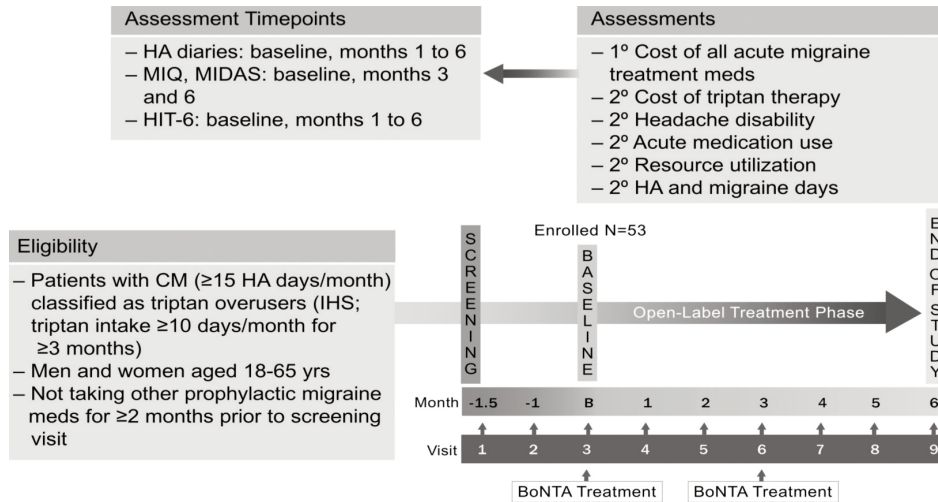 Assessment Timepoints
– HA diaries: baseline, months 1 to 6
– MIQ, MIDAS: baseline, months 3
and 6
– HIT-6: baseline, months 1 to 6
Assessments
– 1º Cost of all acute migraine
treatment meds
– 2º Cost of triptan therapy
– 2º Headache disability
– 2º Acute medication use
– 2º Resource utilization
– 2º HA and migraine days
Eligibility
– Patients with CM (≥15 HA days/month)
classified as triptan overusers (IHS;
triptan intake ≥10 days/month for
≥3 months)
– Men and women aged 18-65 yrs
– Not taking other prophylactic migraine
meds for ≥2 months prior to screening
visit
SCREENING
Enrolled N=53
BASELINE
Open-Label Treatment Phase
END OF STUDY
Month -1.5 -1 B 1 2 3 4 5 6
Visit 1 2 3 4 5 6 7 8 9
BoNTA Treatment BoNTA Treatment